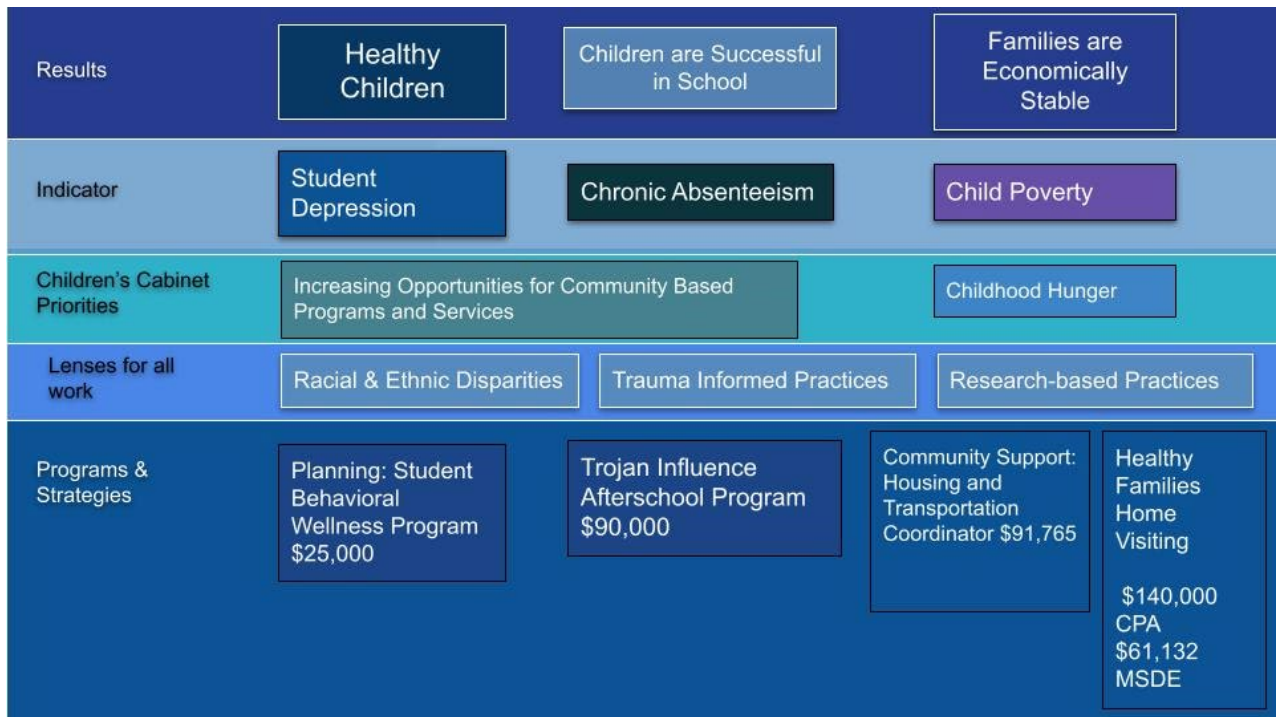 Results
Healthy
Children
Children are Successful
in School
Families are
Economically
Stable
Indicator
Student
Depression
Chronic Absenteeism
Child Poverty
Children’s Cabinet
Priorities
Increasing Opportunities for Community Based
Programs and Services
Childhood Hunger
Lenses for all
work
Racial & Ethnic Disparities
Trauma Informed Practices
Research-based Practices
Programs &
Strategies
Planning: Student
Behavioral
Wellness Program
$25,000
Trojan Influence
Afterschool Program
$90,000
Community Support:
Housing and
Transportation
Coordinator $91,765
Healthy
Families
Home
Visiting
$140,000
CPA
$61,132
MSDE